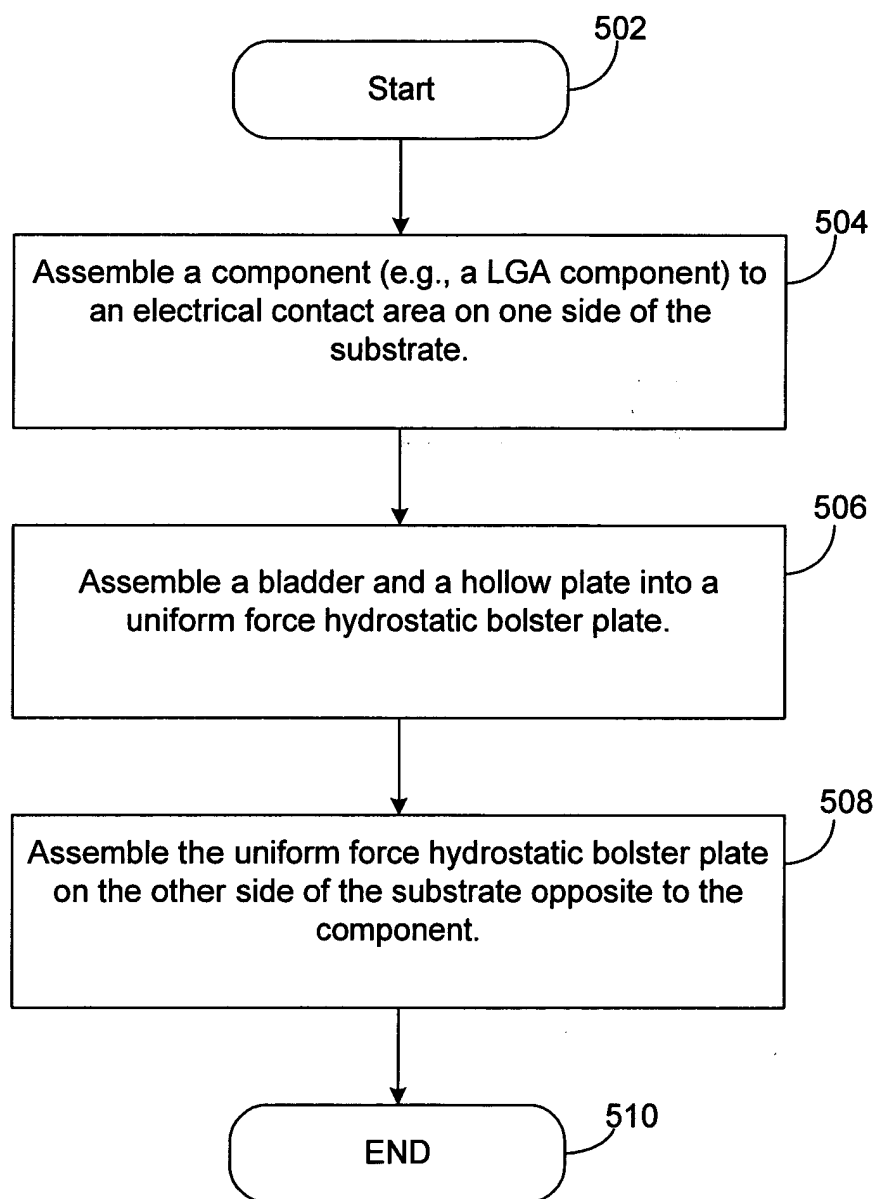 502
Start
504
Assemble a component (e.g., a LGA component) to
an electrical contact area on one side of the
substrate.
506
Assemble a bladder and a hollow plate into a
uniform force hydrostatic bolster plate.
508
Assemble the uniform force hydrostatic bolster plate
on the other side of the substrate opposite to the
component.
510
END